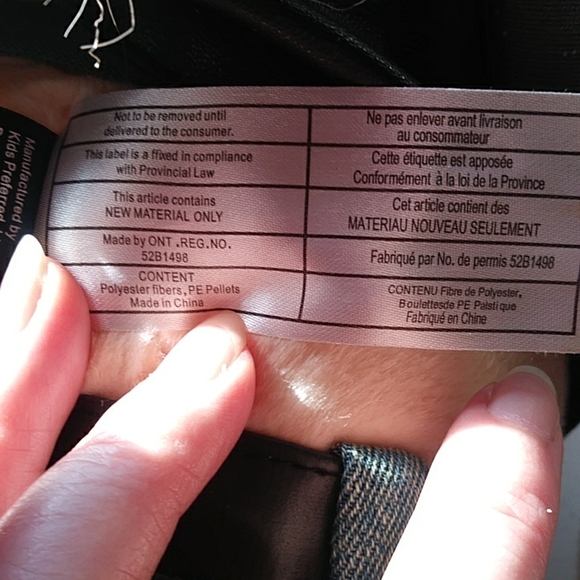 Manufactured by
Kids Preferred
Not to be removed until
delivered to the consumer.
This label is a ffixed in compliance
with Provincial Law
This article contains
NEW MATERIAL ONLY
Made by ONT .REG.NO.
52B1498
CONTENT
Polyester fibers,PE Pellets
Made in China
Ne pas enlever avant livraison
au consommateur
Cette étiquette est apposée
Conformément à la loi de la Province
Cet article contient des
MATERIAU NOUVEAU SEULEMENT
Fabriqué par No. de permis 52B1498
CONTENU Fibre de Polyester,
Boulettesde PE Palstique
Fabriqué en Chine